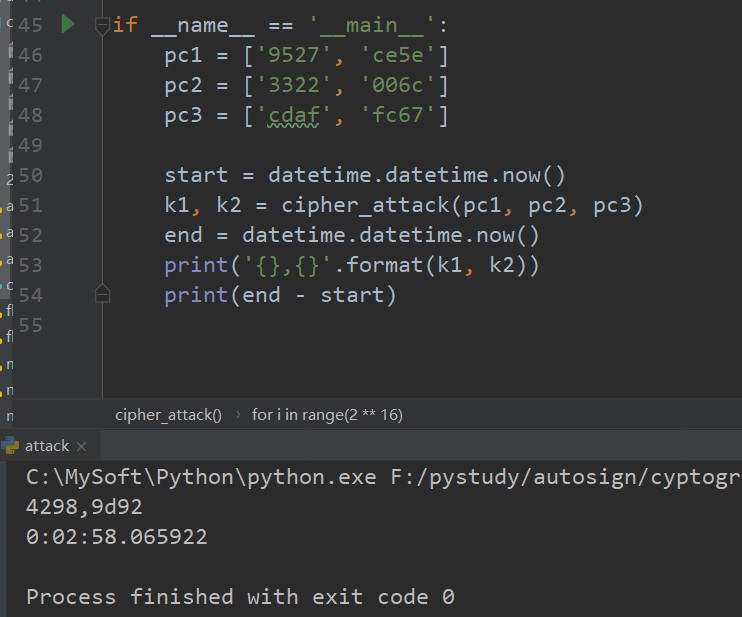 45 if __name__ == '__main__':
46 pc1 = ['9527', 'ce5e']
47 pc2 = ['3322', '006c']
48 pc3 = ['cdaf', 'fc67']
49
50 start = datetime.datetime.now()
51 k1, k2 = cipher_attack(pc1, pc2, pc3)
52 end = datetime.datetime.now()
53 print('{},{}'.format(k1, k2))
54 print(end - start)
55
cipher_attack() › for i in range(2 ** 16)
attack ×
C:\MySoft\Python\python.exe F:/pystudy/autosign/cyptogr
4298,9d92
0:02:58.065922
Process finished with exit code 0